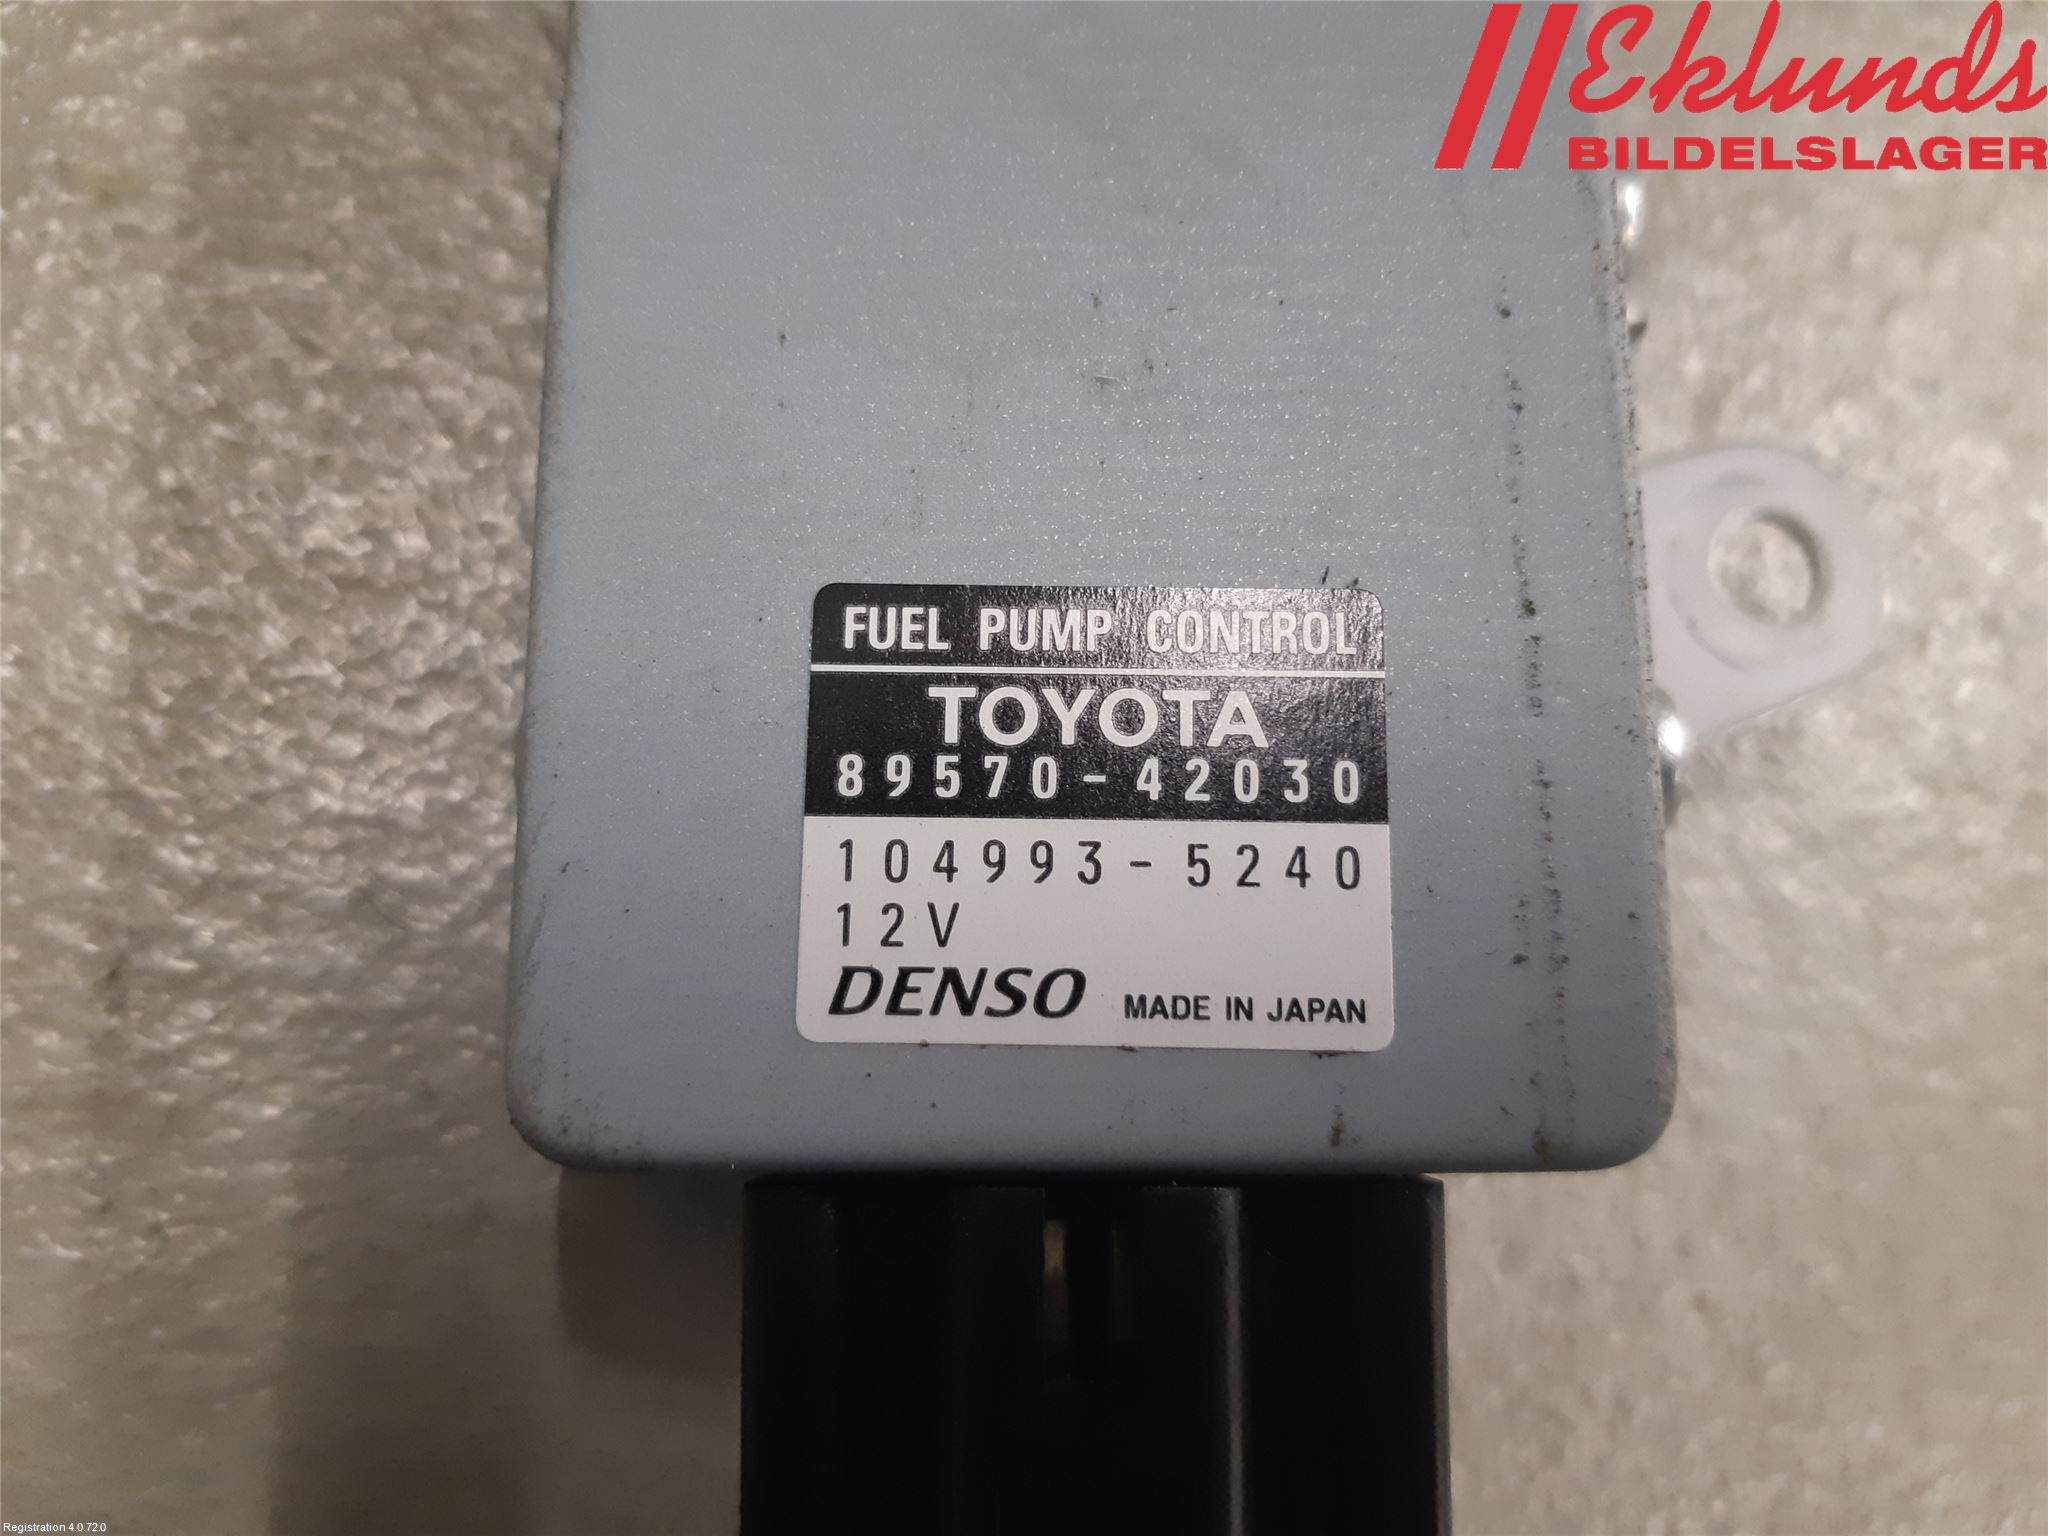 Eklunds
BILDELSLAGER
FUEL PUMP CONTROL
TOYOTA
89570-42030
104993-5240
12V
DENSO MADE IN JAPAN
Registration 4.0.72.0